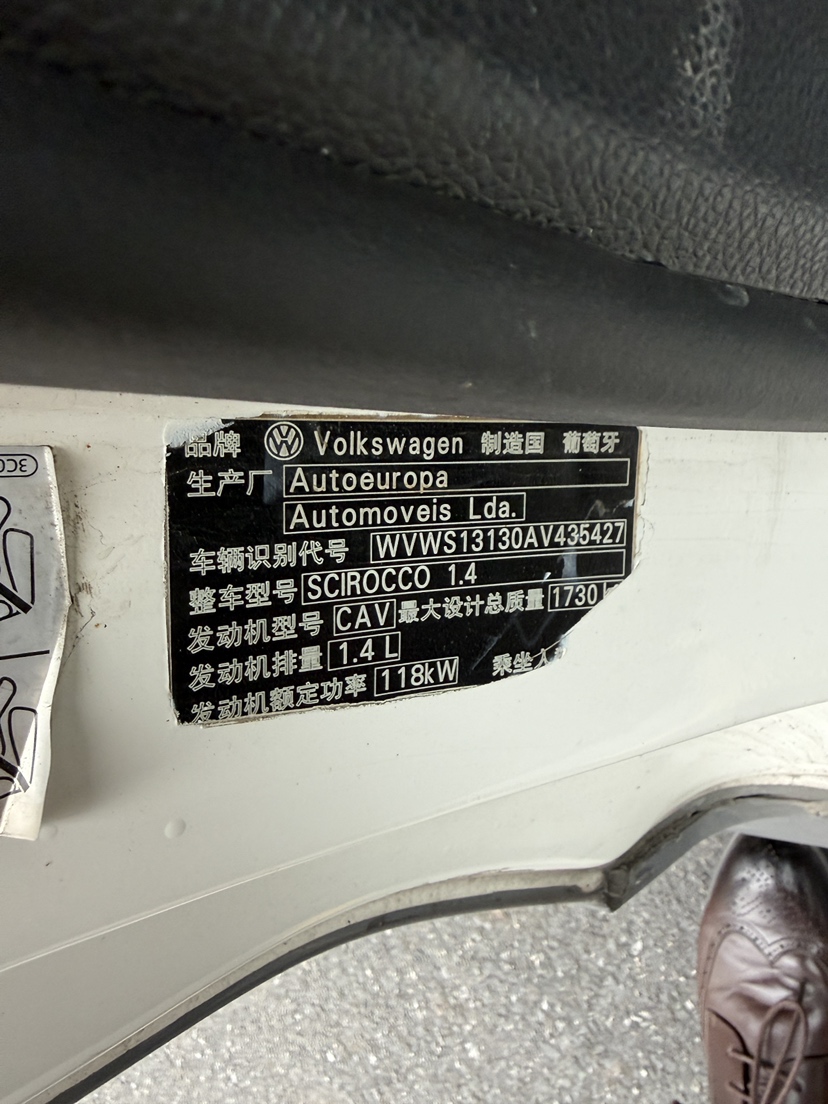 品牌 Volkswagen 制造国 葡萄牙
生产厂 Autoeuropa
Automoveis Lda.
车辆识别代号 WVWS13130AV435427
整车型号 SCIROCCO 1.4
发动机型号 CAV 最大设计总质量 1730
发动机排量 1.4 L
发动机额定功率 118kW 乘坐人